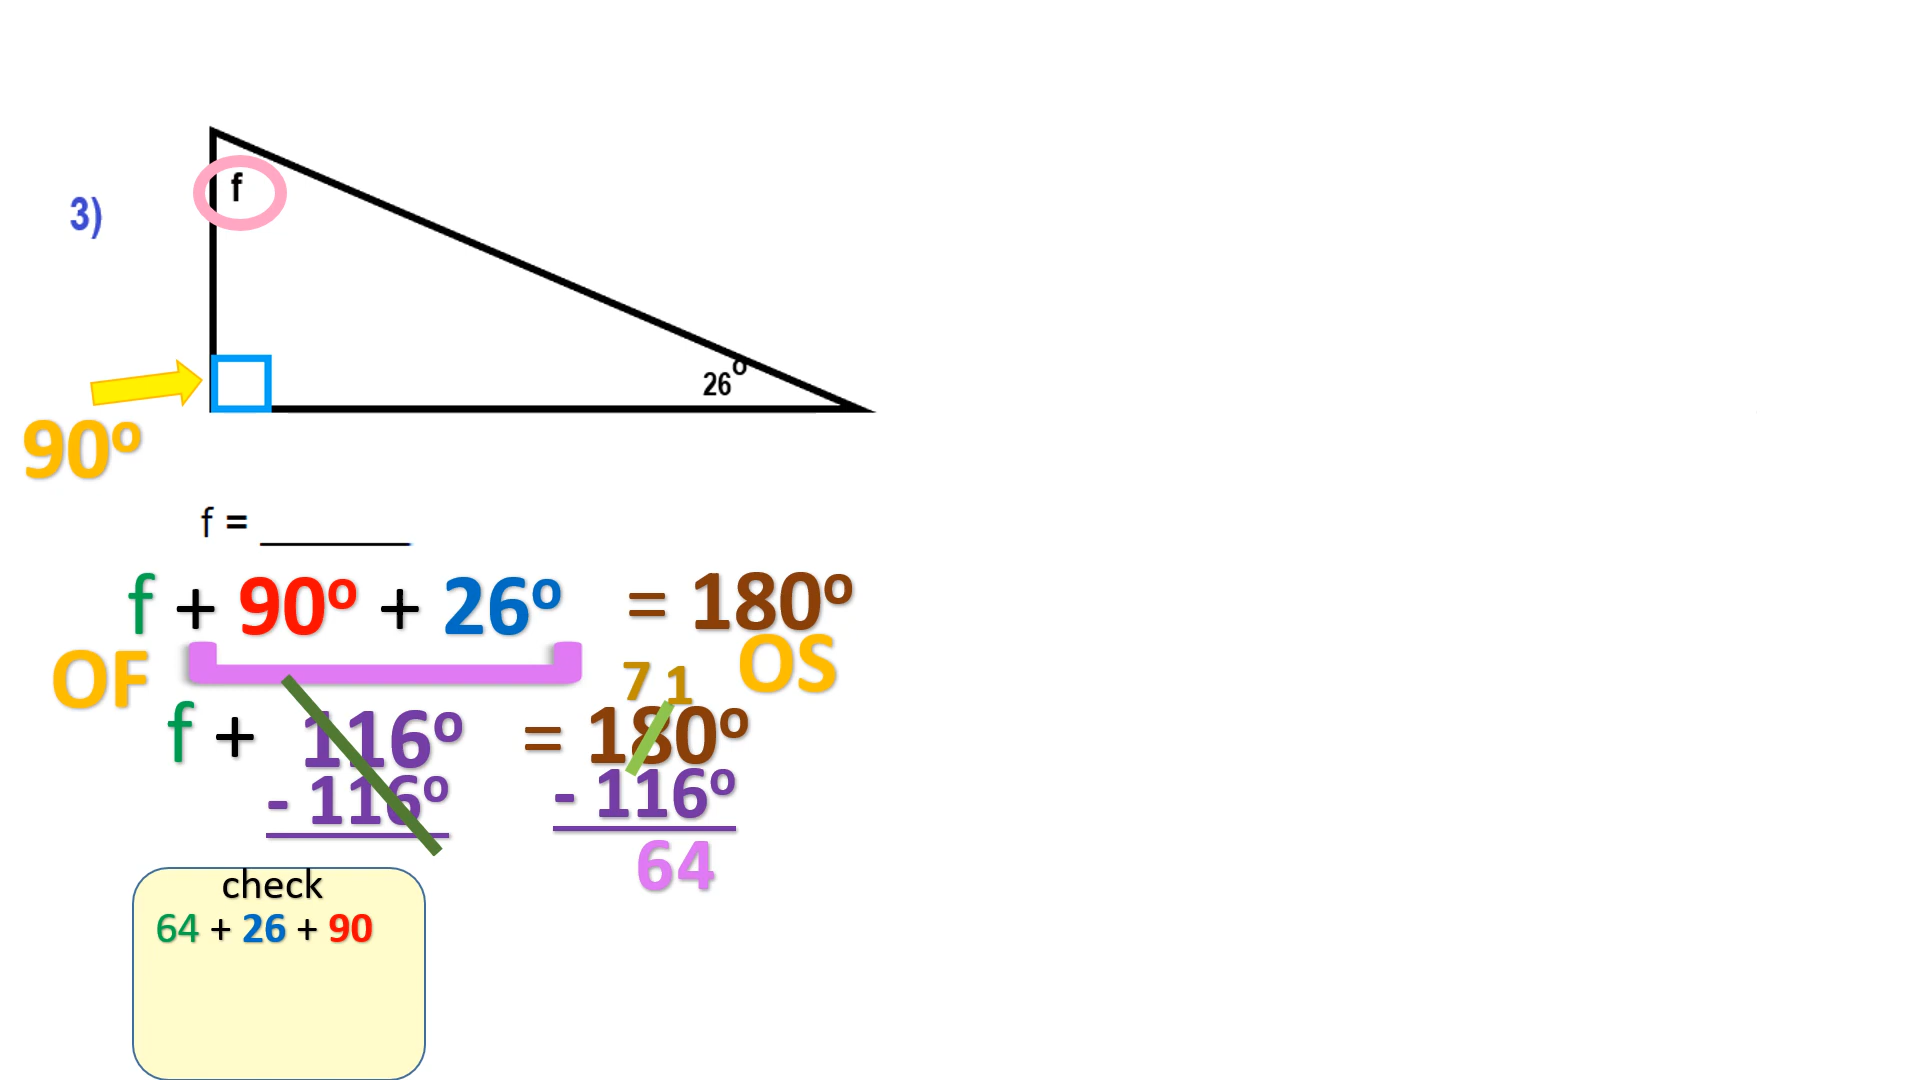 f
3)
26°
90°
f = _______
f + 90° + 26° = 180°
OF OS
7 1
f + 116° = 180°
- 116° - 116°
64
check
64 + 26 + 90